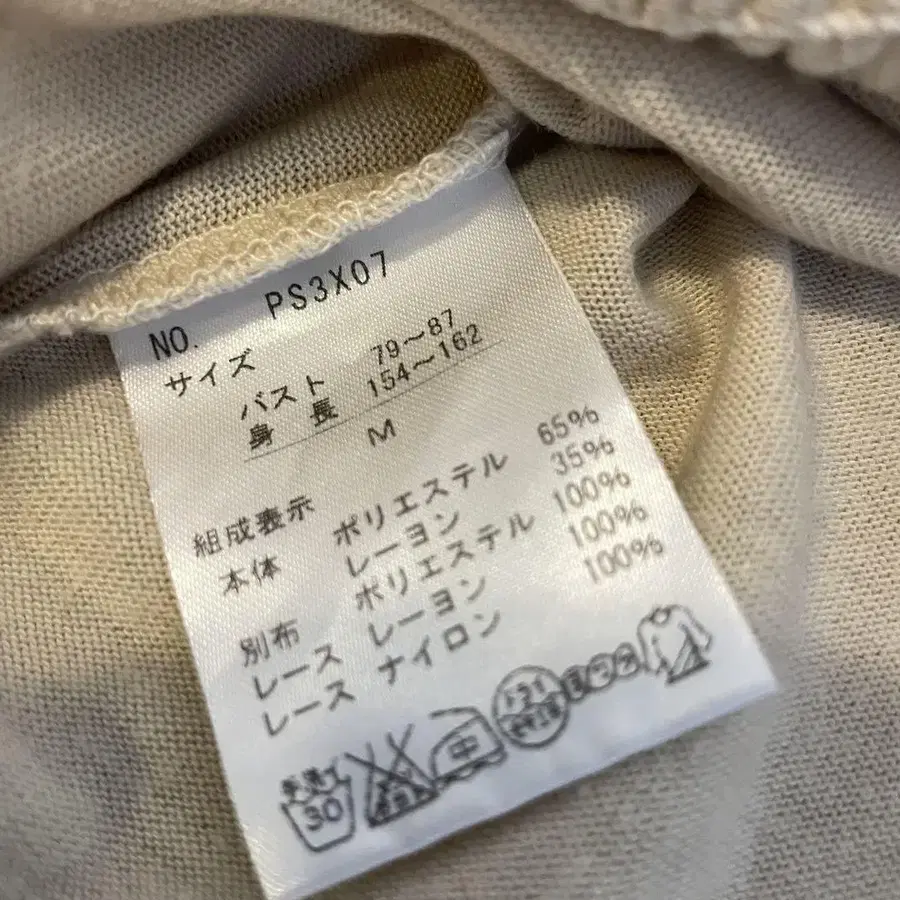 NO. PS3X07
サイズ
バスト 79～87
身 長 154～162
M
組成表示
本体 ポリエステル 65%
レーヨン 35%
別布 ポリエステル 100%
レース レーヨン 100%
レース ナイロン 100%
手洗イ
30
中